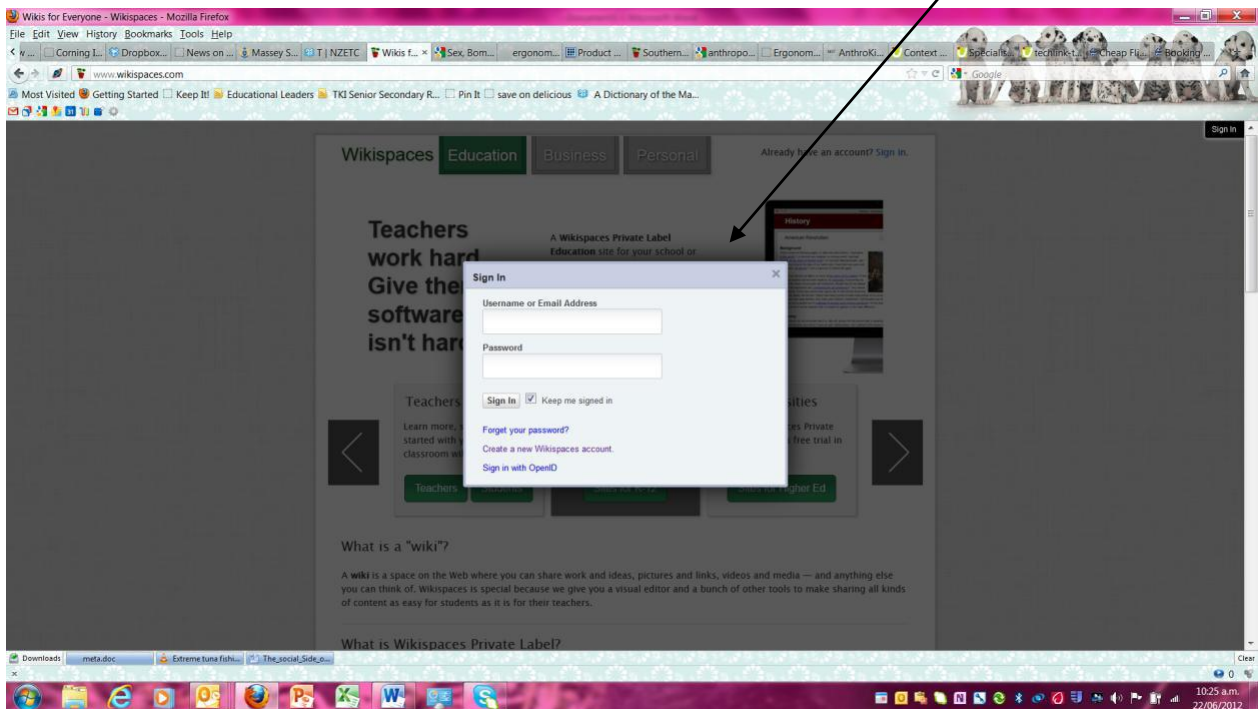 Wikis for Everyone - Wikispaces - Mozilla Firefox
File Edit View History Bookmarks Tools Help
Corning I... Dropbox... News on ... Massey S... T | NZETC Wikis f... × Sex, Bom... ergonom... Product ... Southern... anthropo... Ergonom... AnthroKi... Context ... Specialis... techlink-t... Cheap Fli... Booking ...
www.wikispaces.com
Google
Most Visited Getting Started Keep It! Educational Leaders TKI Senior Secondary R... Pin It save on delicious A Dictionary of the Ma...
Sign In
Wikispaces Education Business Personal Already have an account? Sign in.
Teachers
work hard
Give the
software
isn't hard
A Wikispaces Private Label
Education site for your school or
History
American Revolution
Sign In ×
Username or Email Address
Password
Sign In Keep me signed in
Forget your password?
Create a new Wikispaces account.
Sign in with OpenID
Teachers
Learn more,
started with
classroom
Teachers Students
Private
free trial in
Higher Ed
What is a "wiki"?
A wiki is a space on the Web where you can share work and ideas, pictures and links, videos and media — and anything else
you can think of. Wikispaces is special because we give you a visual editor and a bunch of other tools to make sharing all kinds
of content as easy for students as it is for their teachers.
What is Wikispaces Private Label?
Downloads meta.doc Extreme tuna fishi... The_social_Side_o... Clear
× 0
10:25 a.m.
22/06/2012